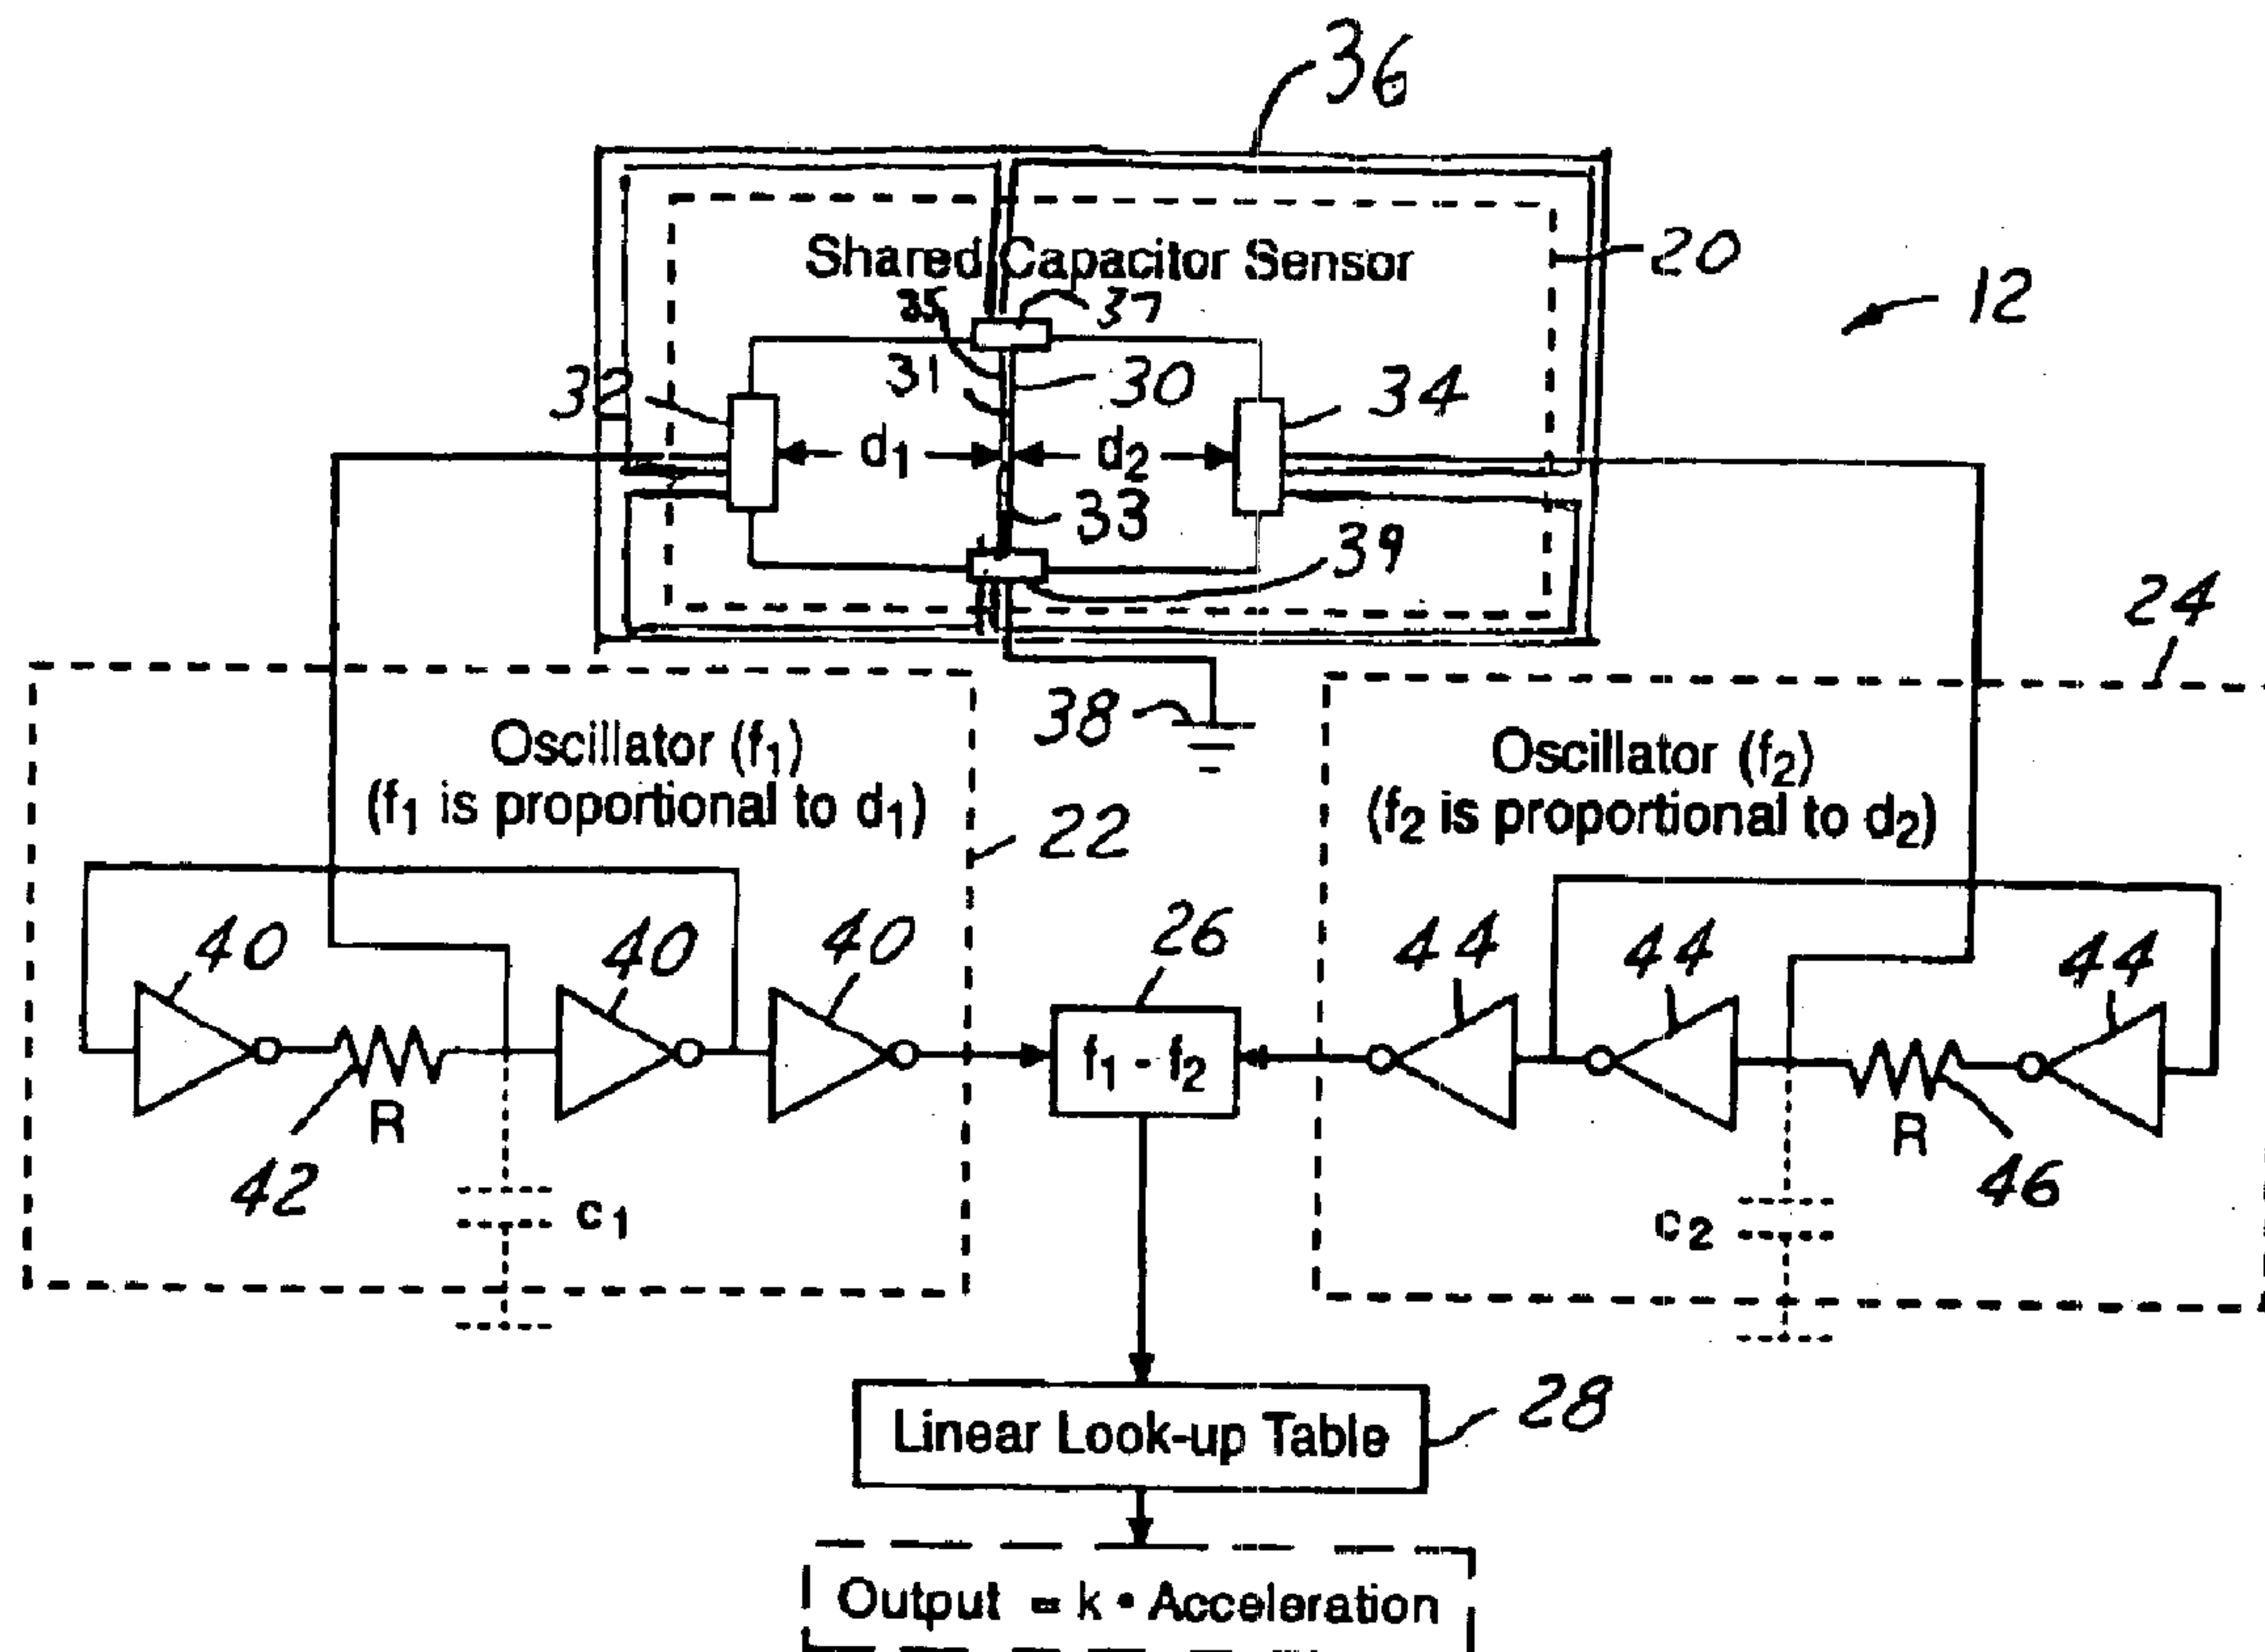 36
Shared Capacitor Sensor
20
12
35
37
31
30
32
34
d1
d2
33
39
24
38
Oscillator (f1)
(f1 is proportional to d1)
Oscillator (f2)
(f2 is proportional to d2)
22
40
40
40
26
44
44
44
f1 - f2
R
R
42
46
c1
c2
Linear Look-up Table
28
Output = k • Acceleration